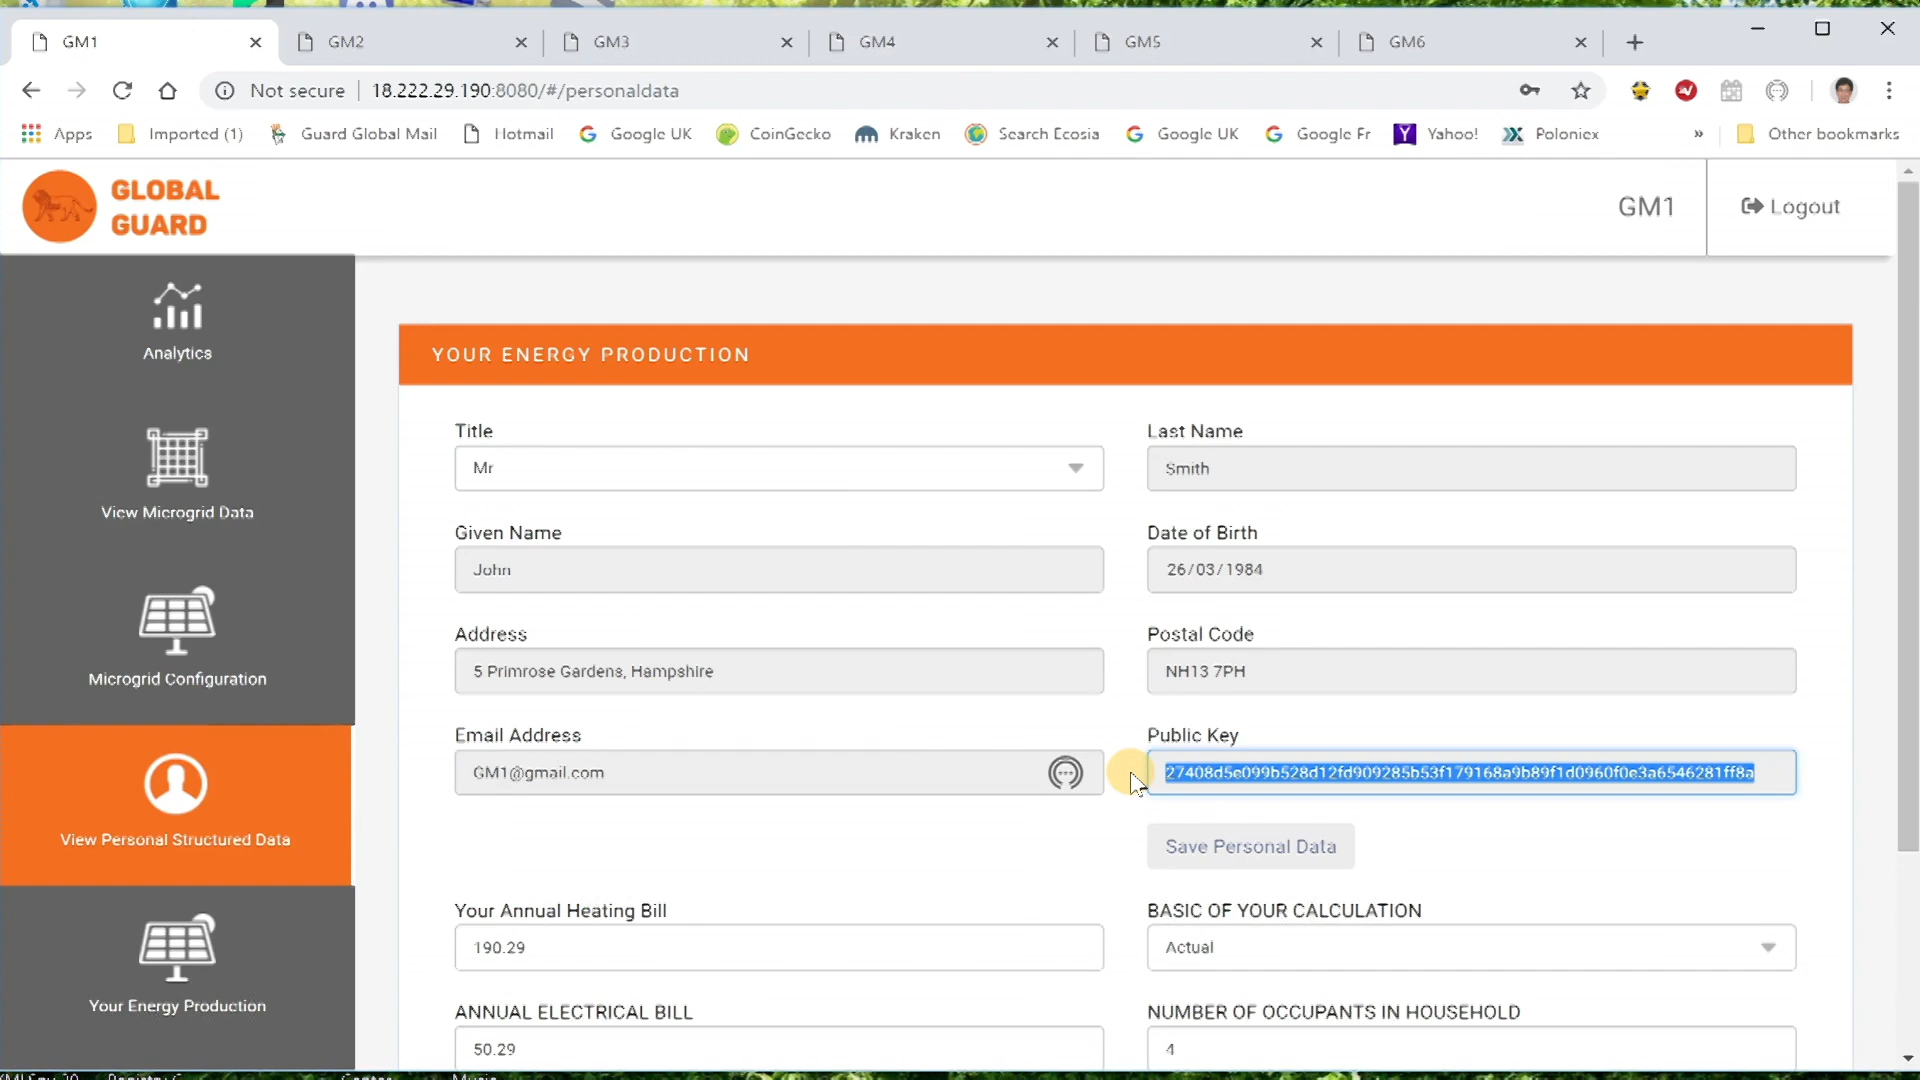 GM1
GM2
GM3
GM4
GM5
GM6
Not secure
18.222.29.190:8080/#/personaldata
Apps
Imported (1)
Guard Global Mail
Hotmail
Google UK
CoinGecko
Kraken
Search Ecosia
Google UK
Google Fr
Yahoo!
Poloniex
»
Other bookmarks
GLOBAL
GUARD
GM1
Logout
Analytics
View Microgrid Data
Microgrid Configuration
View Personal Structured Data
Your Energy Production
YOUR ENERGY PRODUCTION
Title
Last Name
Mr
Smith
Given Name
Date of Birth
John
26/03/1984
Address
Postal Code
5 Primrose Gardens, Hampshire
NH13 7PH
Email Address
Public Key
GM1@gmail.com
27408d5e099b528d12fd909285b53f179168a9b89f1d0960f0e3a6546281ff8a
Save Personal Data
Your Annual Heating Bill
BASIC OF YOUR CALCULATION
190.29
Actual
ANNUAL ELECTRICAL BILL
NUMBER OF OCCUPANTS IN HOUSEHOLD
50.29
4